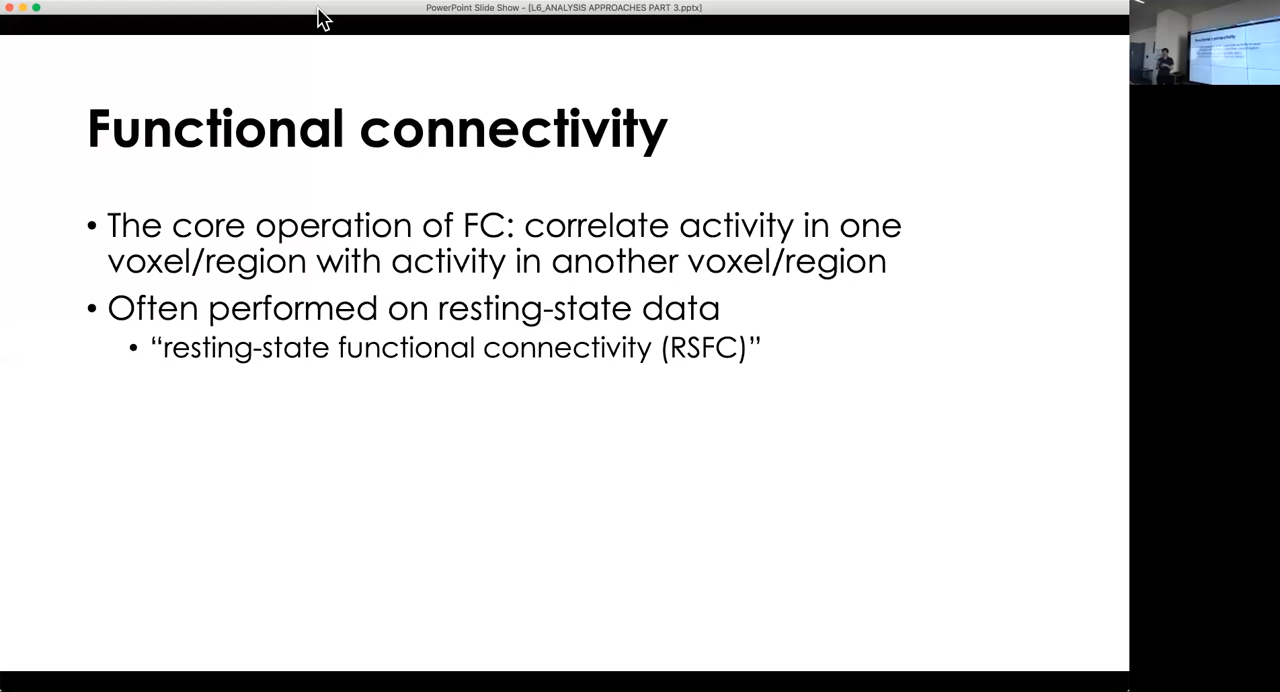 PowerPoint Slide Show - [L6_ANALYSIS APPROACHES PART 3.pptx]
Functional connectivity
• The core operation of FC: correlate activity in one
voxel/region with activity in another voxel/region
• Often performed on resting-state data
• “resting-state functional connectivity (RSFC)”
Functional connectivity